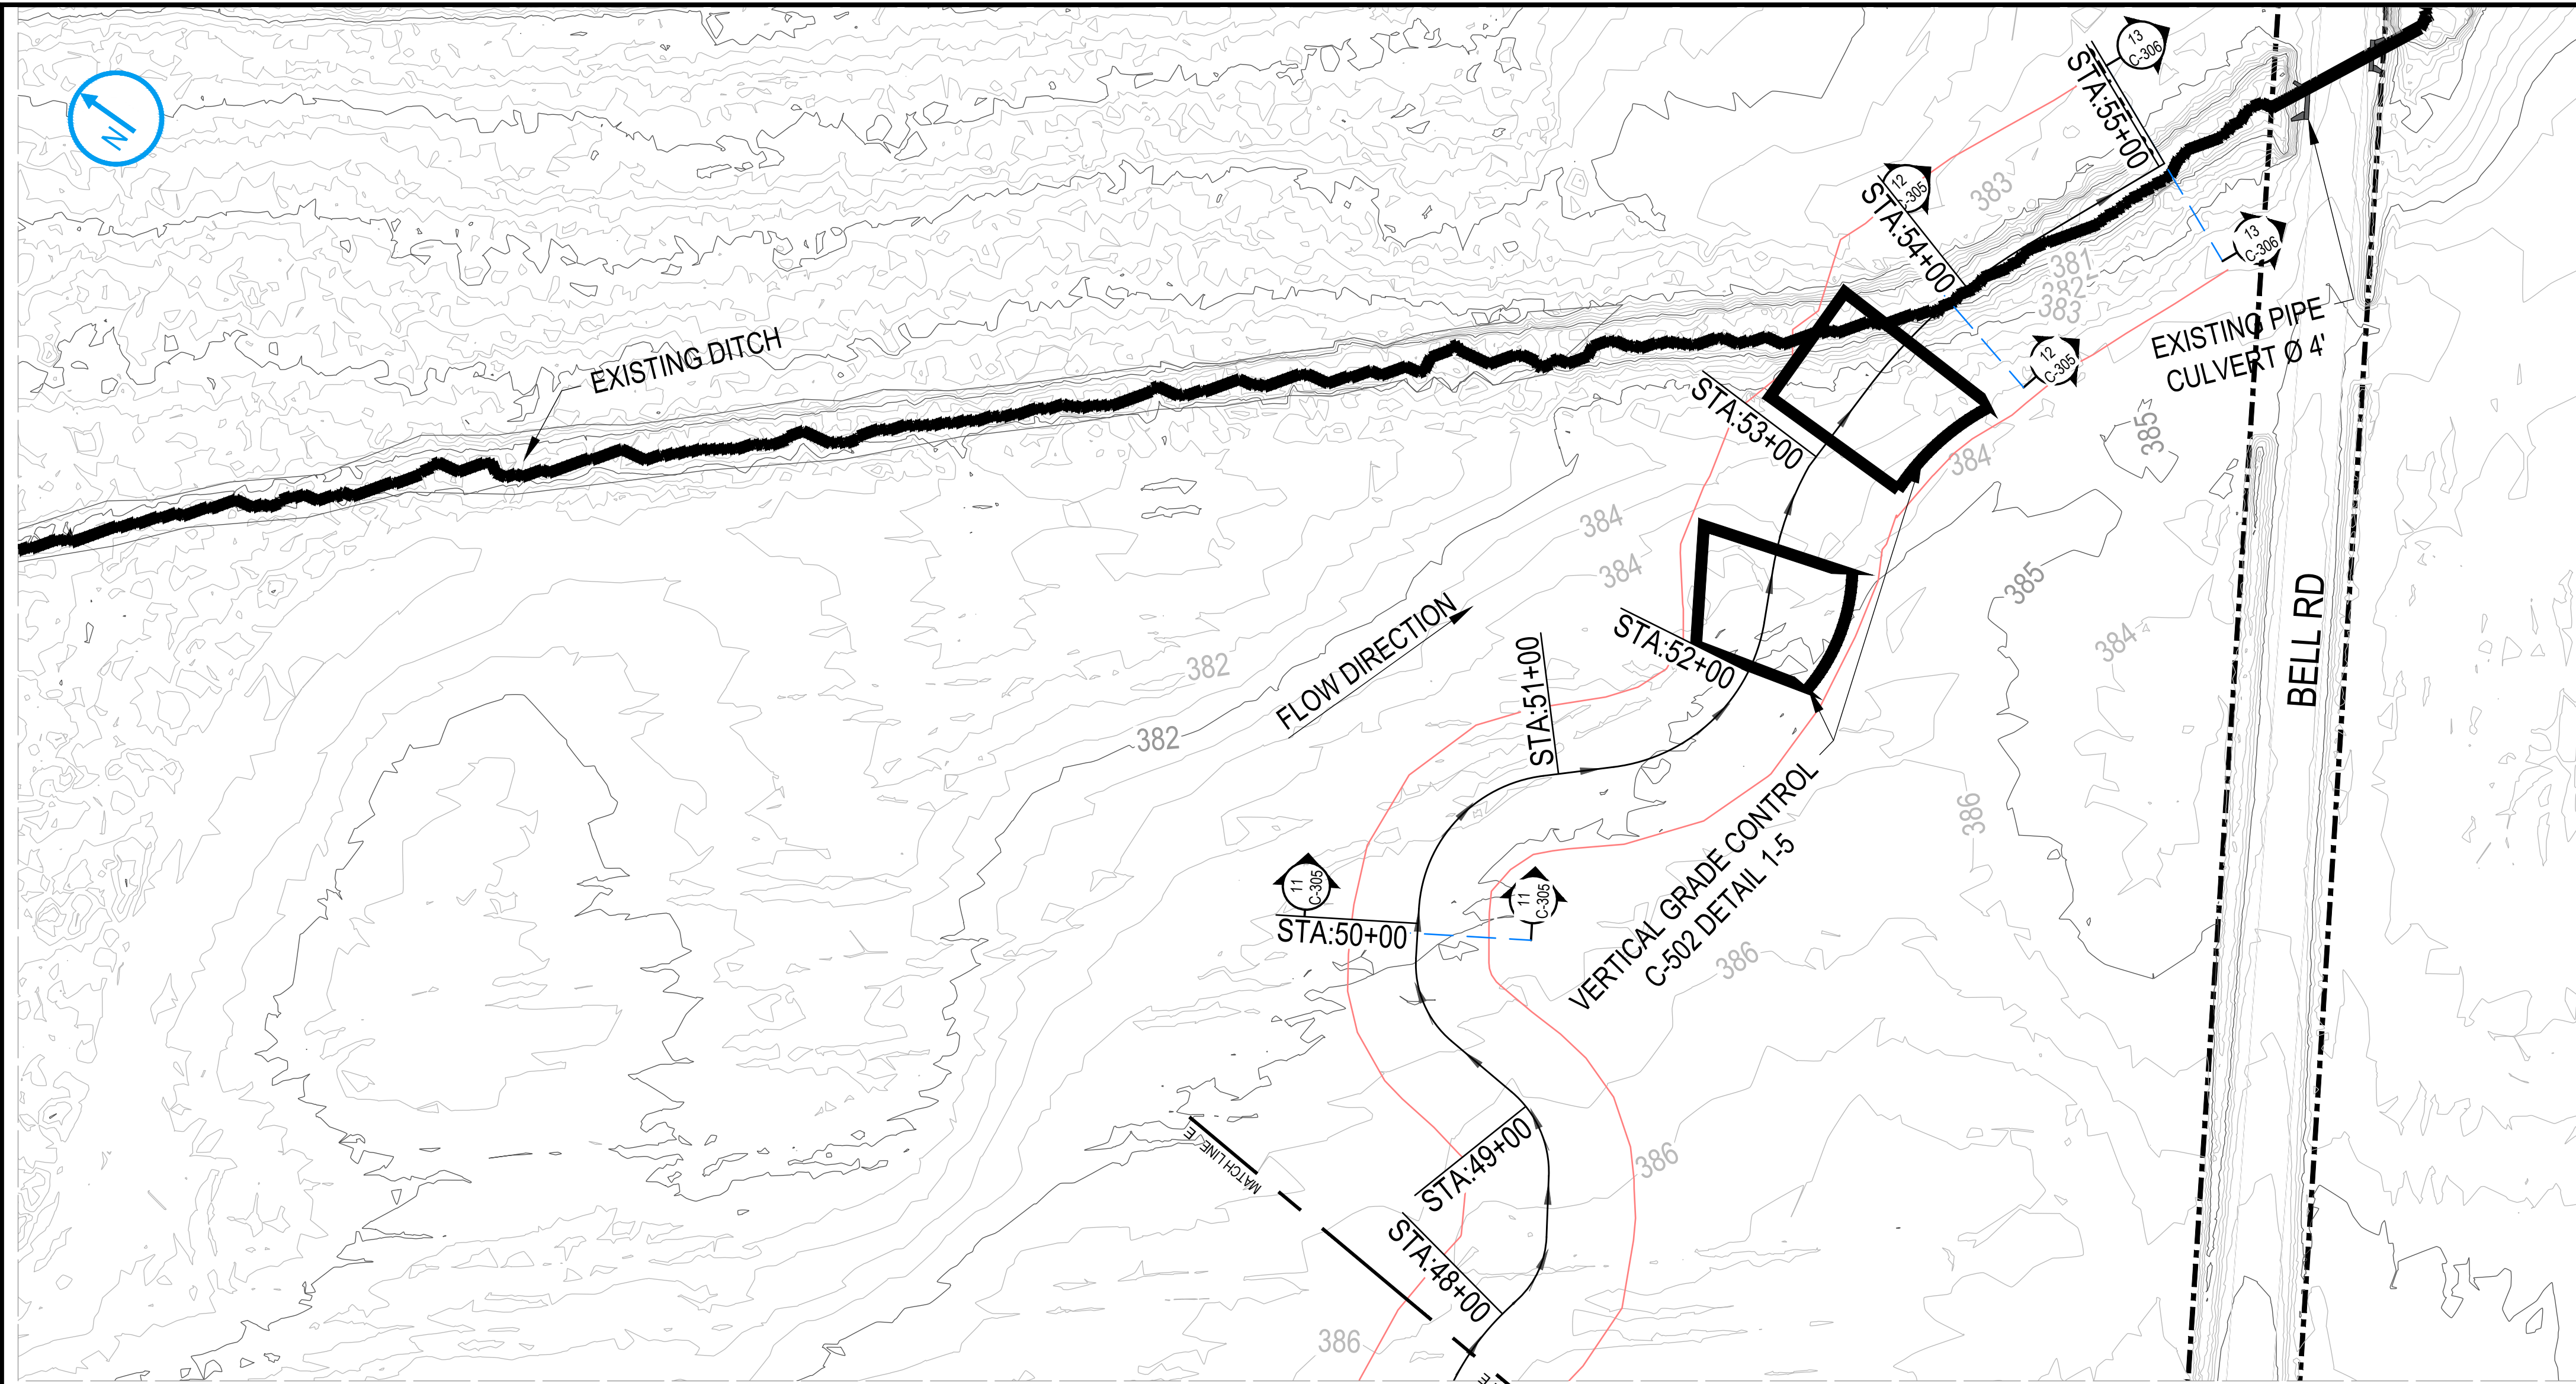 N
13
C-306
STA:55+00
12
C-305
STA:54+00
383
13
C-306
381
382
383
12
C-305
EXISTING PIPE
CULVERT Ø 4'
EXISTING DITCH
STA:53+00
384
385
384
384
385
FLOW DIRECTION
STA:52+00
STA:51+00
384
BELL RD
382
382
VERTICAL GRADE CONTROL
C-502 DETAIL 1-5
386
11
C-305
STA:50+00
11
C-305
386
MATCH LINE E
STA:49+00
386
STA:48+00
386